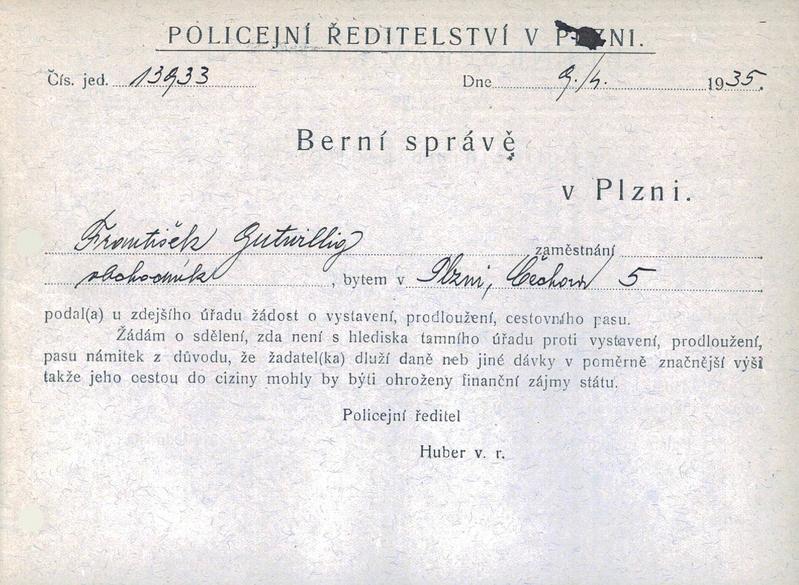 POLICEJNÍ ŘEDITELSTVÍ V PLZNI.
Čís. jed. 13933 Dne 9./4. 1935.
Berní správě
v Plzni.
František Gutwillig zaměstnání
obchodník, bytem v Plzni, Čechova 5
podal(a) u zdejšího úřadu žádost o vystavení, prodloužení, cestovního pasu.
Žádám o sdělení, zda není s hlediska tamního úřadu proti vystavení, prodloužení,
pasu námitek z důvodu, že žadatel(ka) dluží daně neb jiné dávky v poměrně značnější výši
takže jeho cestou do ciziny mohly by býti ohroženy finanční zájmy státu.
Policejní ředitel
Huber v. r.